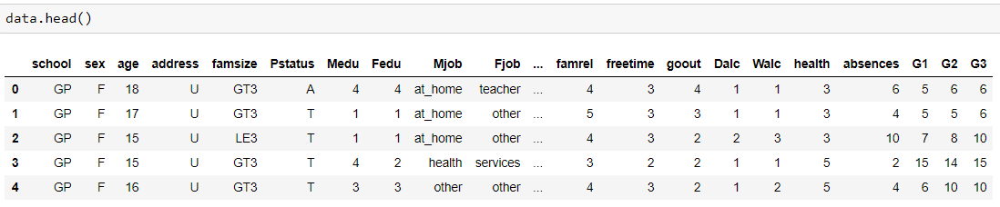 data.head()
school sex age address famsize Pstatus Medu Fedu Mjob Fjob ... famrel freetime goout Dalc Walc health absences G1 G2 G3
0 GP F 18 U GT3 A 4 4 at_home teacher ... 4 3 4 1 1 3 6 5 6 6
1 GP F 17 U GT3 T 1 1 at_home other ... 5 3 3 1 1 3 4 5 5 6
2 GP F 15 U LE3 T 1 1 at_home other ... 4 3 2 2 3 3 10 7 8 10
3 GP F 15 U GT3 T 4 2 health services ... 3 2 2 1 1 5 2 15 14 15
4 GP F 16 U GT3 T 3 3 other other ... 4 3 2 1 2 5 4 6 10 10